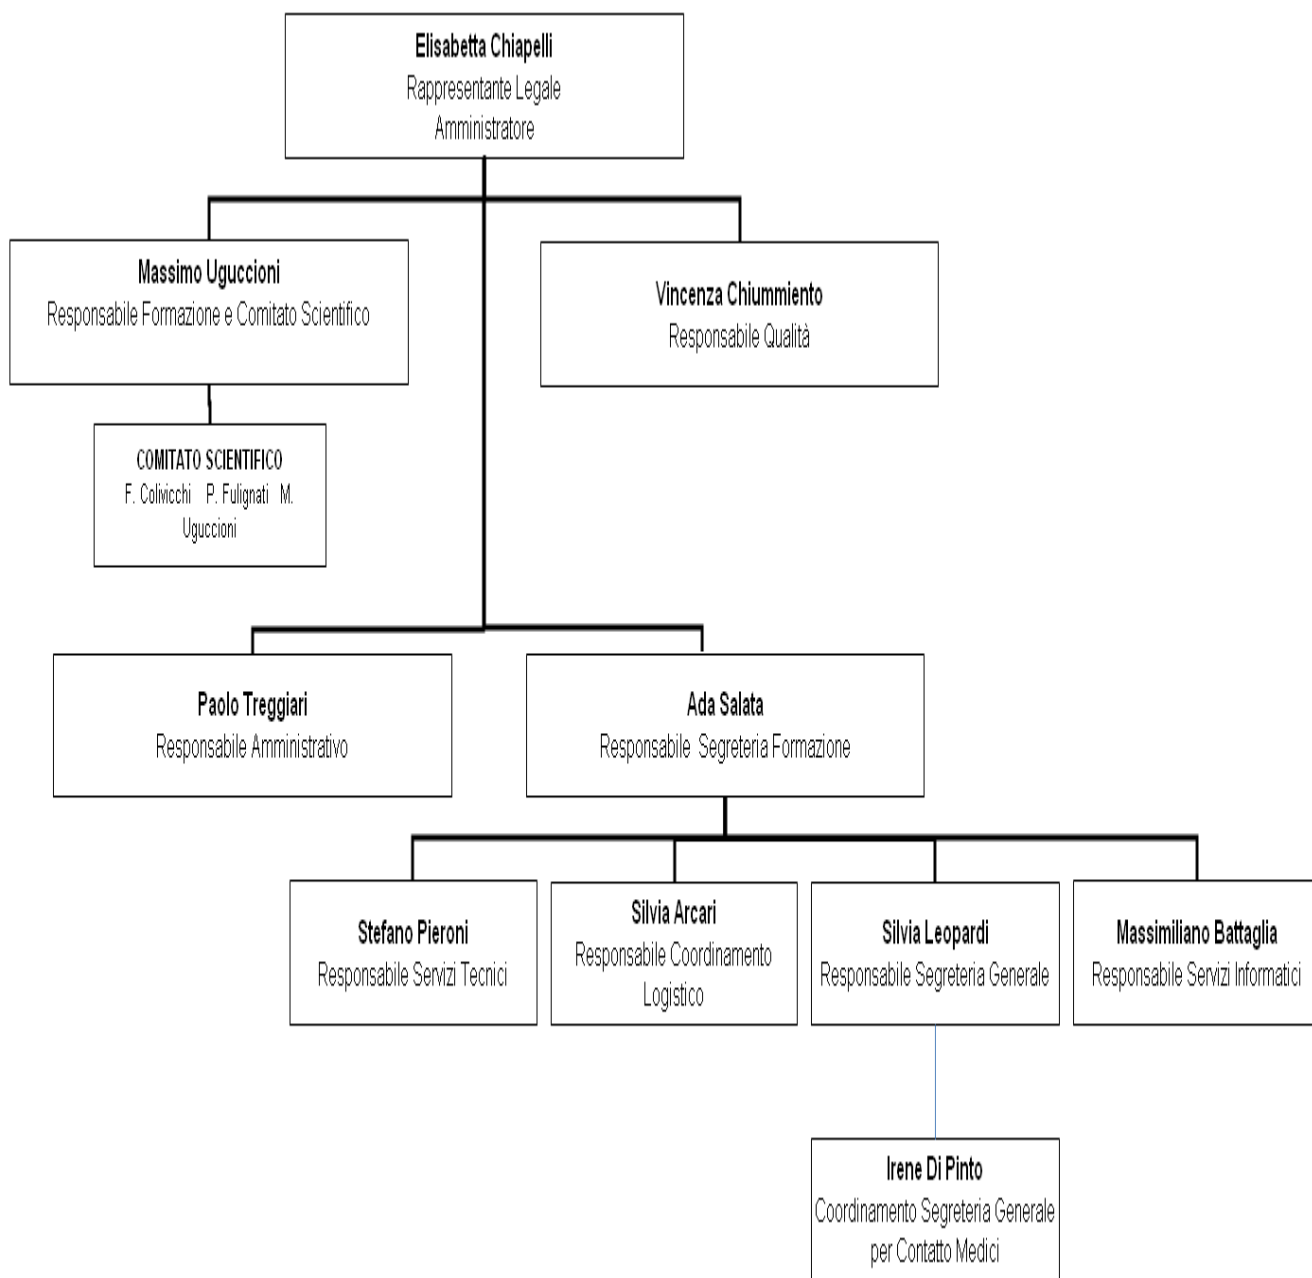 Elisabetta Chiapelli
Rappresentante Legale
Amministratore
Massimo Uguccioni
Responsabile Formazione e Comitato Scientifico
Vincenza Chiummiento
Responsabile Qualità
COMITATO SCIENTIFICO
F. Colivicchi P. Fulignati M.
Uguccioni
Paolo Treggiari
Responsabile Amministrativo
Ada Salata
Responsabile Segreteria Formazione
Stefano Pieroni
Responsabile Servizi Tecnici
Silvia Arcari
Responsabile Coordinamento
Logistico
Silvia Leopardi
Responsabile Segreteria Generale
Massimiliano Battaglia
Responsabile Servizi Informatici
Irene Di Pinto
Coordinamento Segreteria Generale
per Contatto Medici